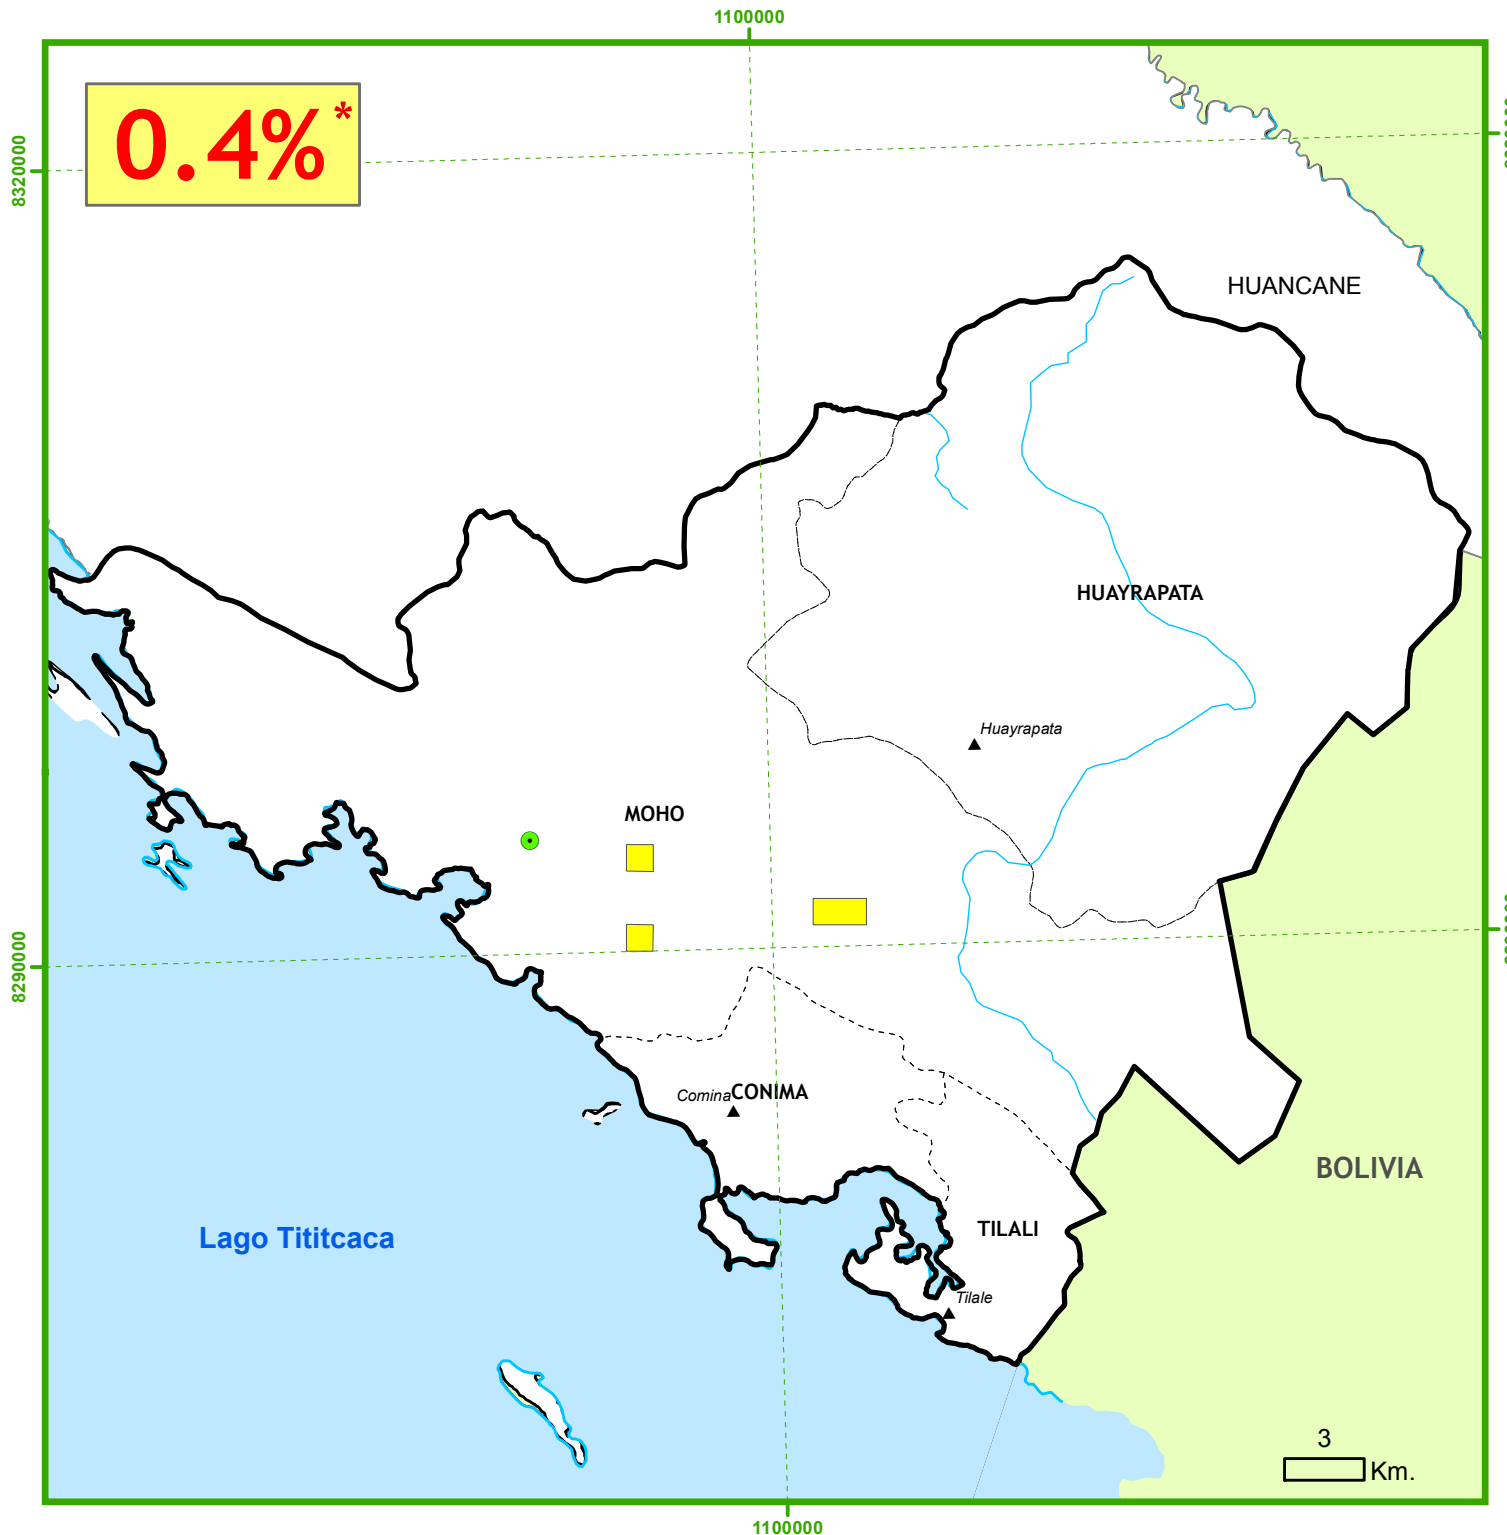 1100000
0.4%*
8320000
HUANCANE
HUAYRAPATA
Huayrapata
MOHO
8290000
Comina
CONIMA
BOLIVIA
TILALI
Lago Tititcaca
Tilale
3
Km.
1100000